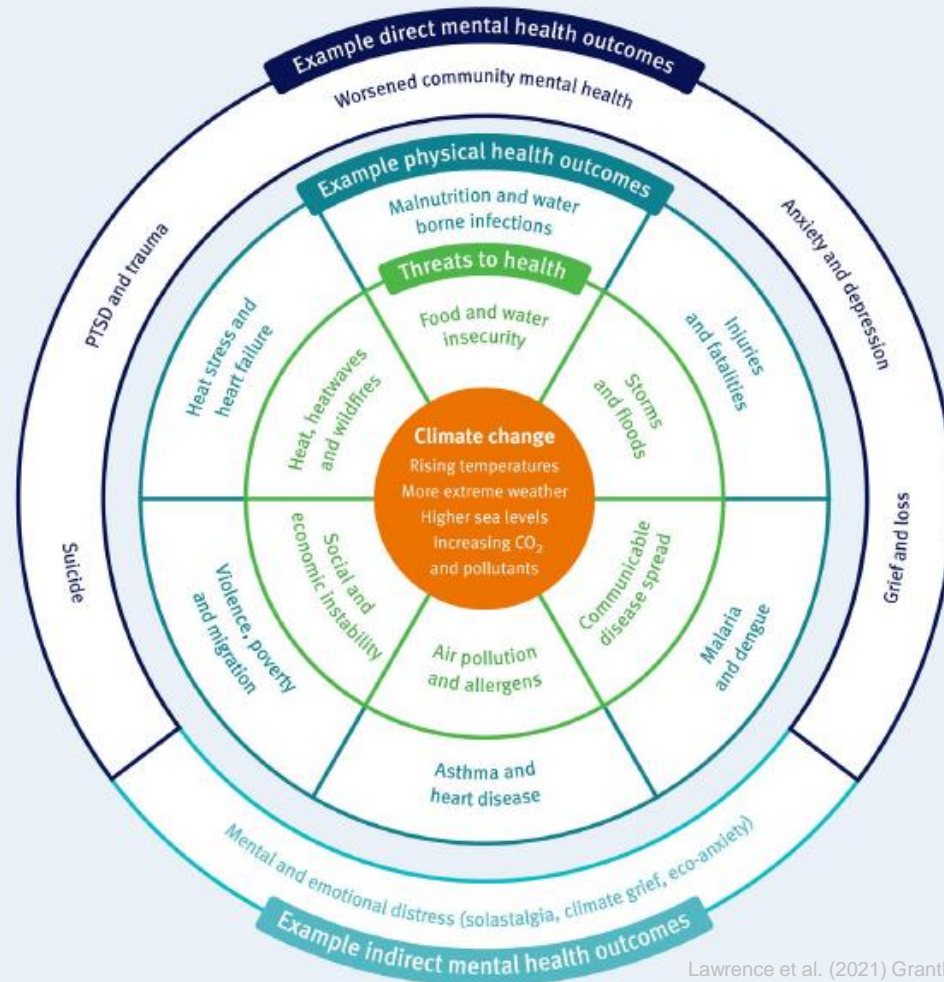 Example direct mental health outcomes
Worsened community mental health
PTSD and trauma
Anxiety and depression
Suicide
Grief and loss
Example physical health outcomes
Malnutrition and water
borne infections
Heat stress and
heart failure
Injuries
and fatalities
Violence, poverty
and migration
Malaria
and dengue
Asthma and
heart disease
Threats to health
Food and water
insecurity
Heat, heatwaves
and wildfires
Storms
and floods
Social and
economic instability
Communicable
disease spread
Air pollution
and allergens
Climate change
Rising temperatures
More extreme weather
Higher sea levels
Increasing CO₂
and pollutants
Mental and emotional distress (solastalgia, climate grief, eco-anxiety)
Example indirect mental health outcomes
Lawrence et al. (2021)